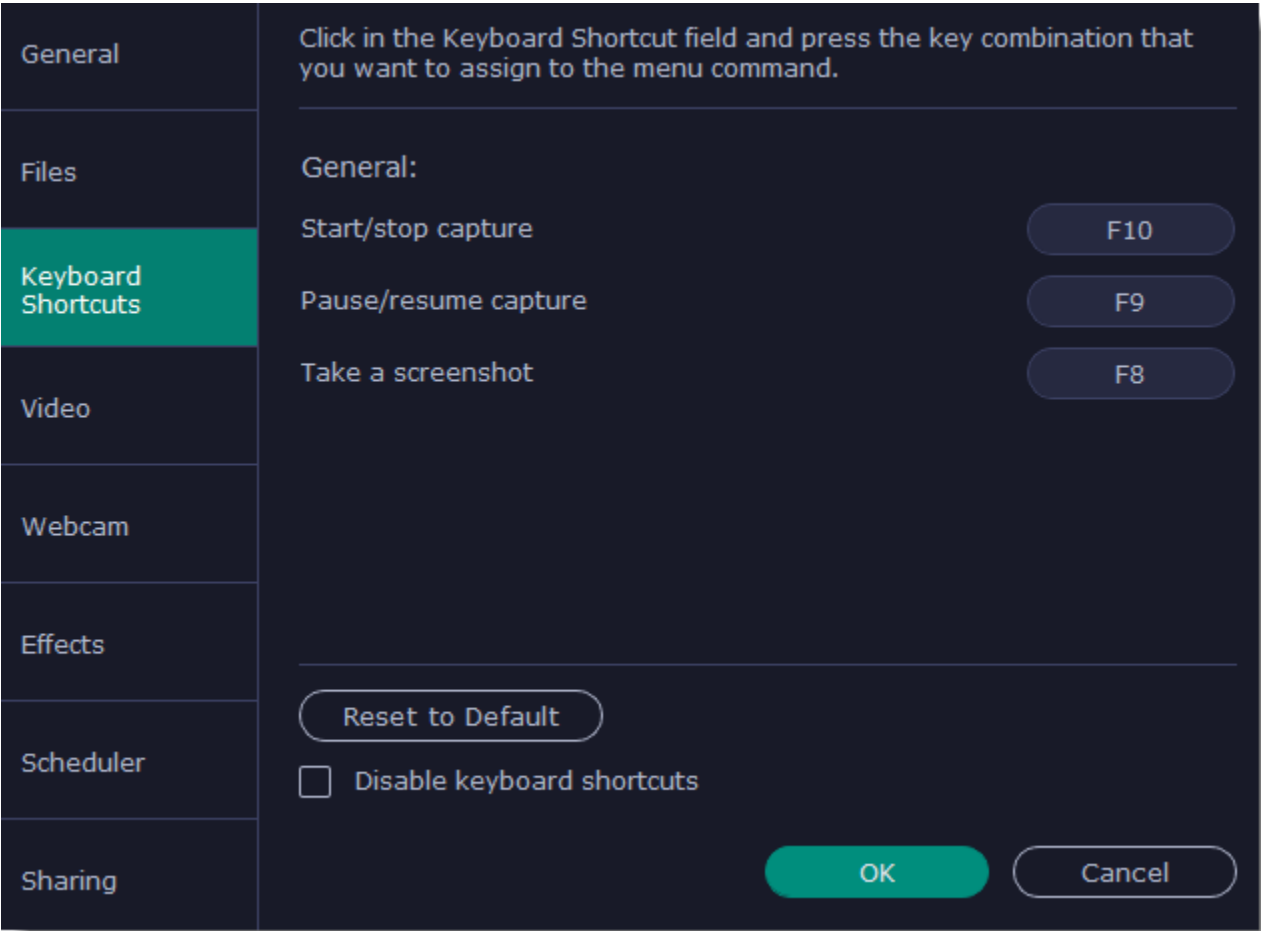 General
Files
Keyboard
Shortcuts
Video
Webcam
Effects
Scheduler
Sharing
Click in the Keyboard Shortcut field and press the key combination that
you want to assign to the menu command.
General:
Start/stop capture
F10
Pause/resume capture
F9
Take a screenshot
F8
Reset to Default
Disable keyboard shortcuts
OK
Cancel